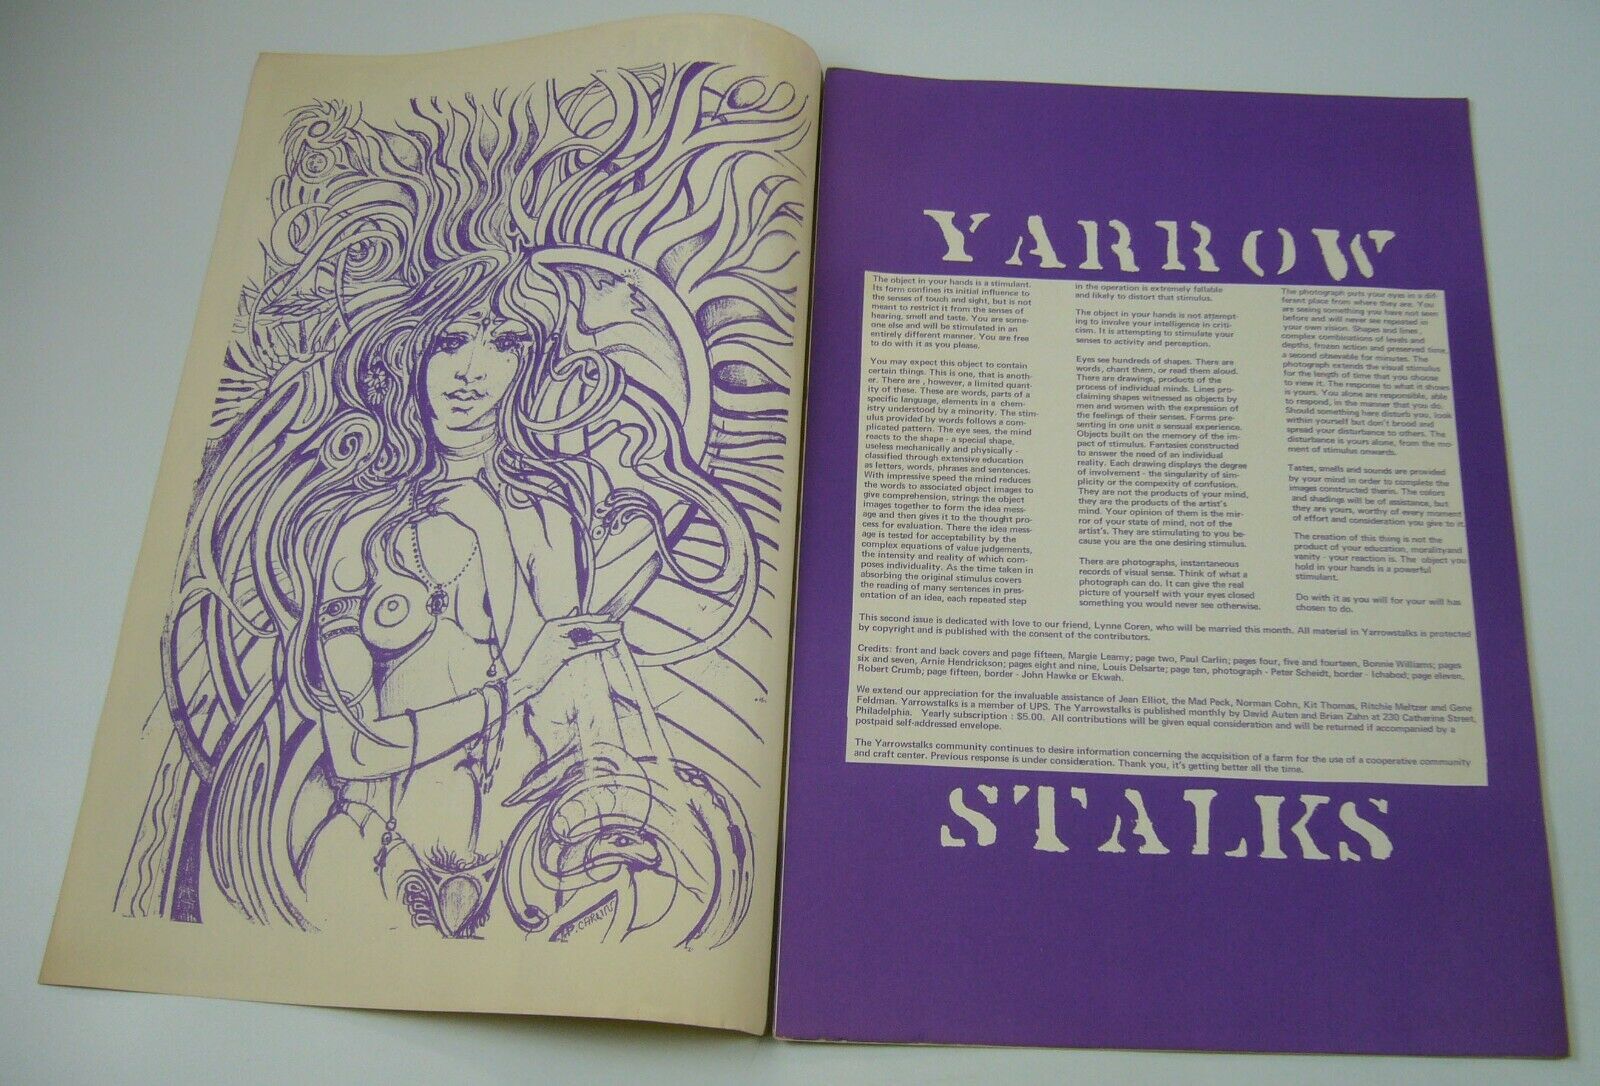 P. CARLIN
YARROW
The object in your hands is a stimulant.
Its form confines its initial influence to
the senses of touch and sight, but is not
meant to restrict it from the senses of
hearing, smell and taste. You are some-
one else and will be stimulated in an
entirely different manner. You are free
to do with it as you please.
You may expect this object to contain
certain things. This is one, that is anoth-
er. There are , however, a limited quant-
ity of these. These are words, parts of a
specific language, elements in a chem-
istry understood by a minority. The stim-
ulus provided by words follows a com-
plicated pattern. The eye sees, the mind
reacts to the shape - a special shape,
useless mechanically and physically -
classified through extensive education
as letters, words, phrases and sentences.
With impressive speed the mind reduces
the words to associated object images to
give comprehension, strings the object
images together to form the idea mess-
age and then gives it to the thought pro-
cess for evaluation. There the idea mess-
age is tested for acceptability by the
complex equations of value judgements,
the intensity and reality of which com-
poses individuality. As the time taken in
absorbing the original stimulus covers
the reading of many sentences in pres-
entation of an idea, each repeated step
in the operation is extremely fallable
and likely to distort that stimulus.
The object in your hands is not attempt-
ing to involve your intelligence in criti-
cism. It is attempting to stimulate your
senses to activity and perception.
Eyes see hundreds of shapes. There are
words, chant them, or read them aloud.
There are drawings, products of the
process of individual minds. Lines pro-
claiming shapes witnessed as objects by
men and women with the expression of
the feelings of their senses. Forms pre-
senting in one unit a sensual experience.
Objects built on the memory of the im-
pact of stimulus. Fantasies constructed
to answer the need of an individual
reality. Each drawing displays the degree
of involvement - the singularity of sim-
plicity or the compexity of confusion.
They are not the products of your mind,
they are the products of the artist's
mind. Your opinion of them is the mir-
ror of your state of mind, not of the
artist's. They are stimulating to you be-
cause you are the one desiring stimulus.
There are photographs, instantaneous
records of visual sense. Think of what a
photograph can do. It can give the real
picture of yourself with your eyes closed
something you would never see otherwise.
The photograph puts your eyes in a dif-
ferent place from where they are. You
are seeing something you have not seen
before and will never see repeated in
your own vision. Shapes and lines,
complex combinations of levels and
depths, frozen action and preserved time,
a second obsevable for minutes. The
photograph extends the visual stimulus
for the length of time that you choose
to view it. The response to what it shows
is yours. You alone are responsible, able
to respond, in the manner that you do.
Should something here disturb you, look
within yourself but don't brood and
spread your disturbance to others. The
disturbance is yours alone, from the mo-
ment of stimulus onwards.
Tastes, smells and sounds are provided
by your mind in order to complete the
images constructed therin. The colors
and shadings will be of assistance, but
they are yours, worthy of every moment
of effort and consideration you give to it.
The creation of this thing is not the
product of your education, moralityand
vanity - your reaction is. The object you
hold in your hands is a powerful
stimulant.
Do with it as you will for your will has
chosen to do.
This second issue is dedicated with love to our friend, Lynne Coren, who will be married this month. All material in Yarrowstalks is protected
by copyright and is published with the consent of the contributors.
Credits: front and back covers and page fifteen, Margie Leamy; page two, Paul Carlin; pages four, five and fourteen, Bonnie Williams; pages
six and seven, Arnie Hendrickson; pages eight and nine, Louis Delsarte; page ten, photograph - Peter Scheidt, border - Ichabod; page eleven,
Robert Crumb; page fifteen, border - John Hawke or Ekwah.
We extend our appreciation for the invaluable assistance of Jean Elliot, the Mad Peck, Norman Cohn, Kit Thomas, Ritchie Meltzer and Gene
Feldman. Yarrowstalks is a member of UPS. The Yarrowstalks is published monthly by David Auten and Brian Zahn at 230 Catherine Street,
Philadelphia. Yearly subscription : $5.00. All contributions will be given equal consideration and will be returned if accompanied by a
postpaid self-addressed envelope.
The Yarrowstalks community continues to desire information concerning the acquisition of a farm for the use of a cooperative community
and craft center. Previous response is under consideration. Thank you, it's getting better all the time.
STALKS